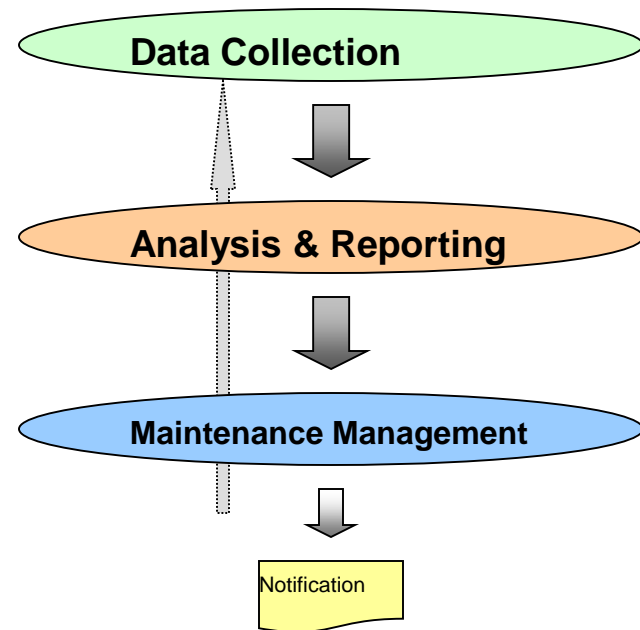 Data Collection
Analysis & Reporting
Maintenance Management
Notification